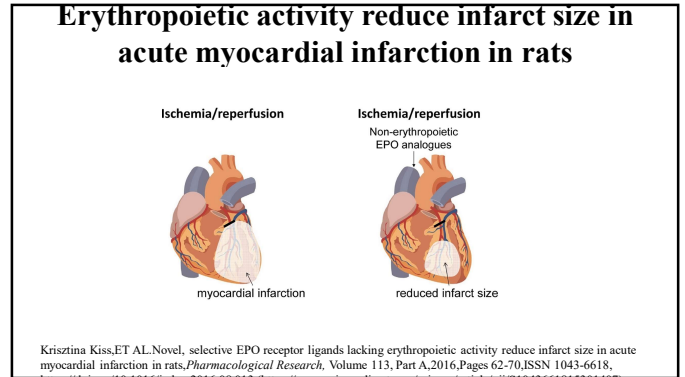 Erythropoietic activity reduce infarct size in
acute myocardial infarction in rats
Ischemia/reperfusion
Ischemia/reperfusion
Non-erythropoietic
EPO analogues
myocardial infarction
reduced infarct size
Krisztina Kiss,ET AL.Novel, selective EPO receptor ligands lacking erythropoietic activity reduce infarct size in acute
myocardial infarction in rats,Pharmacological Research, Volume 113, Part A,2016,Pages 62-70,ISSN 1043-6618,